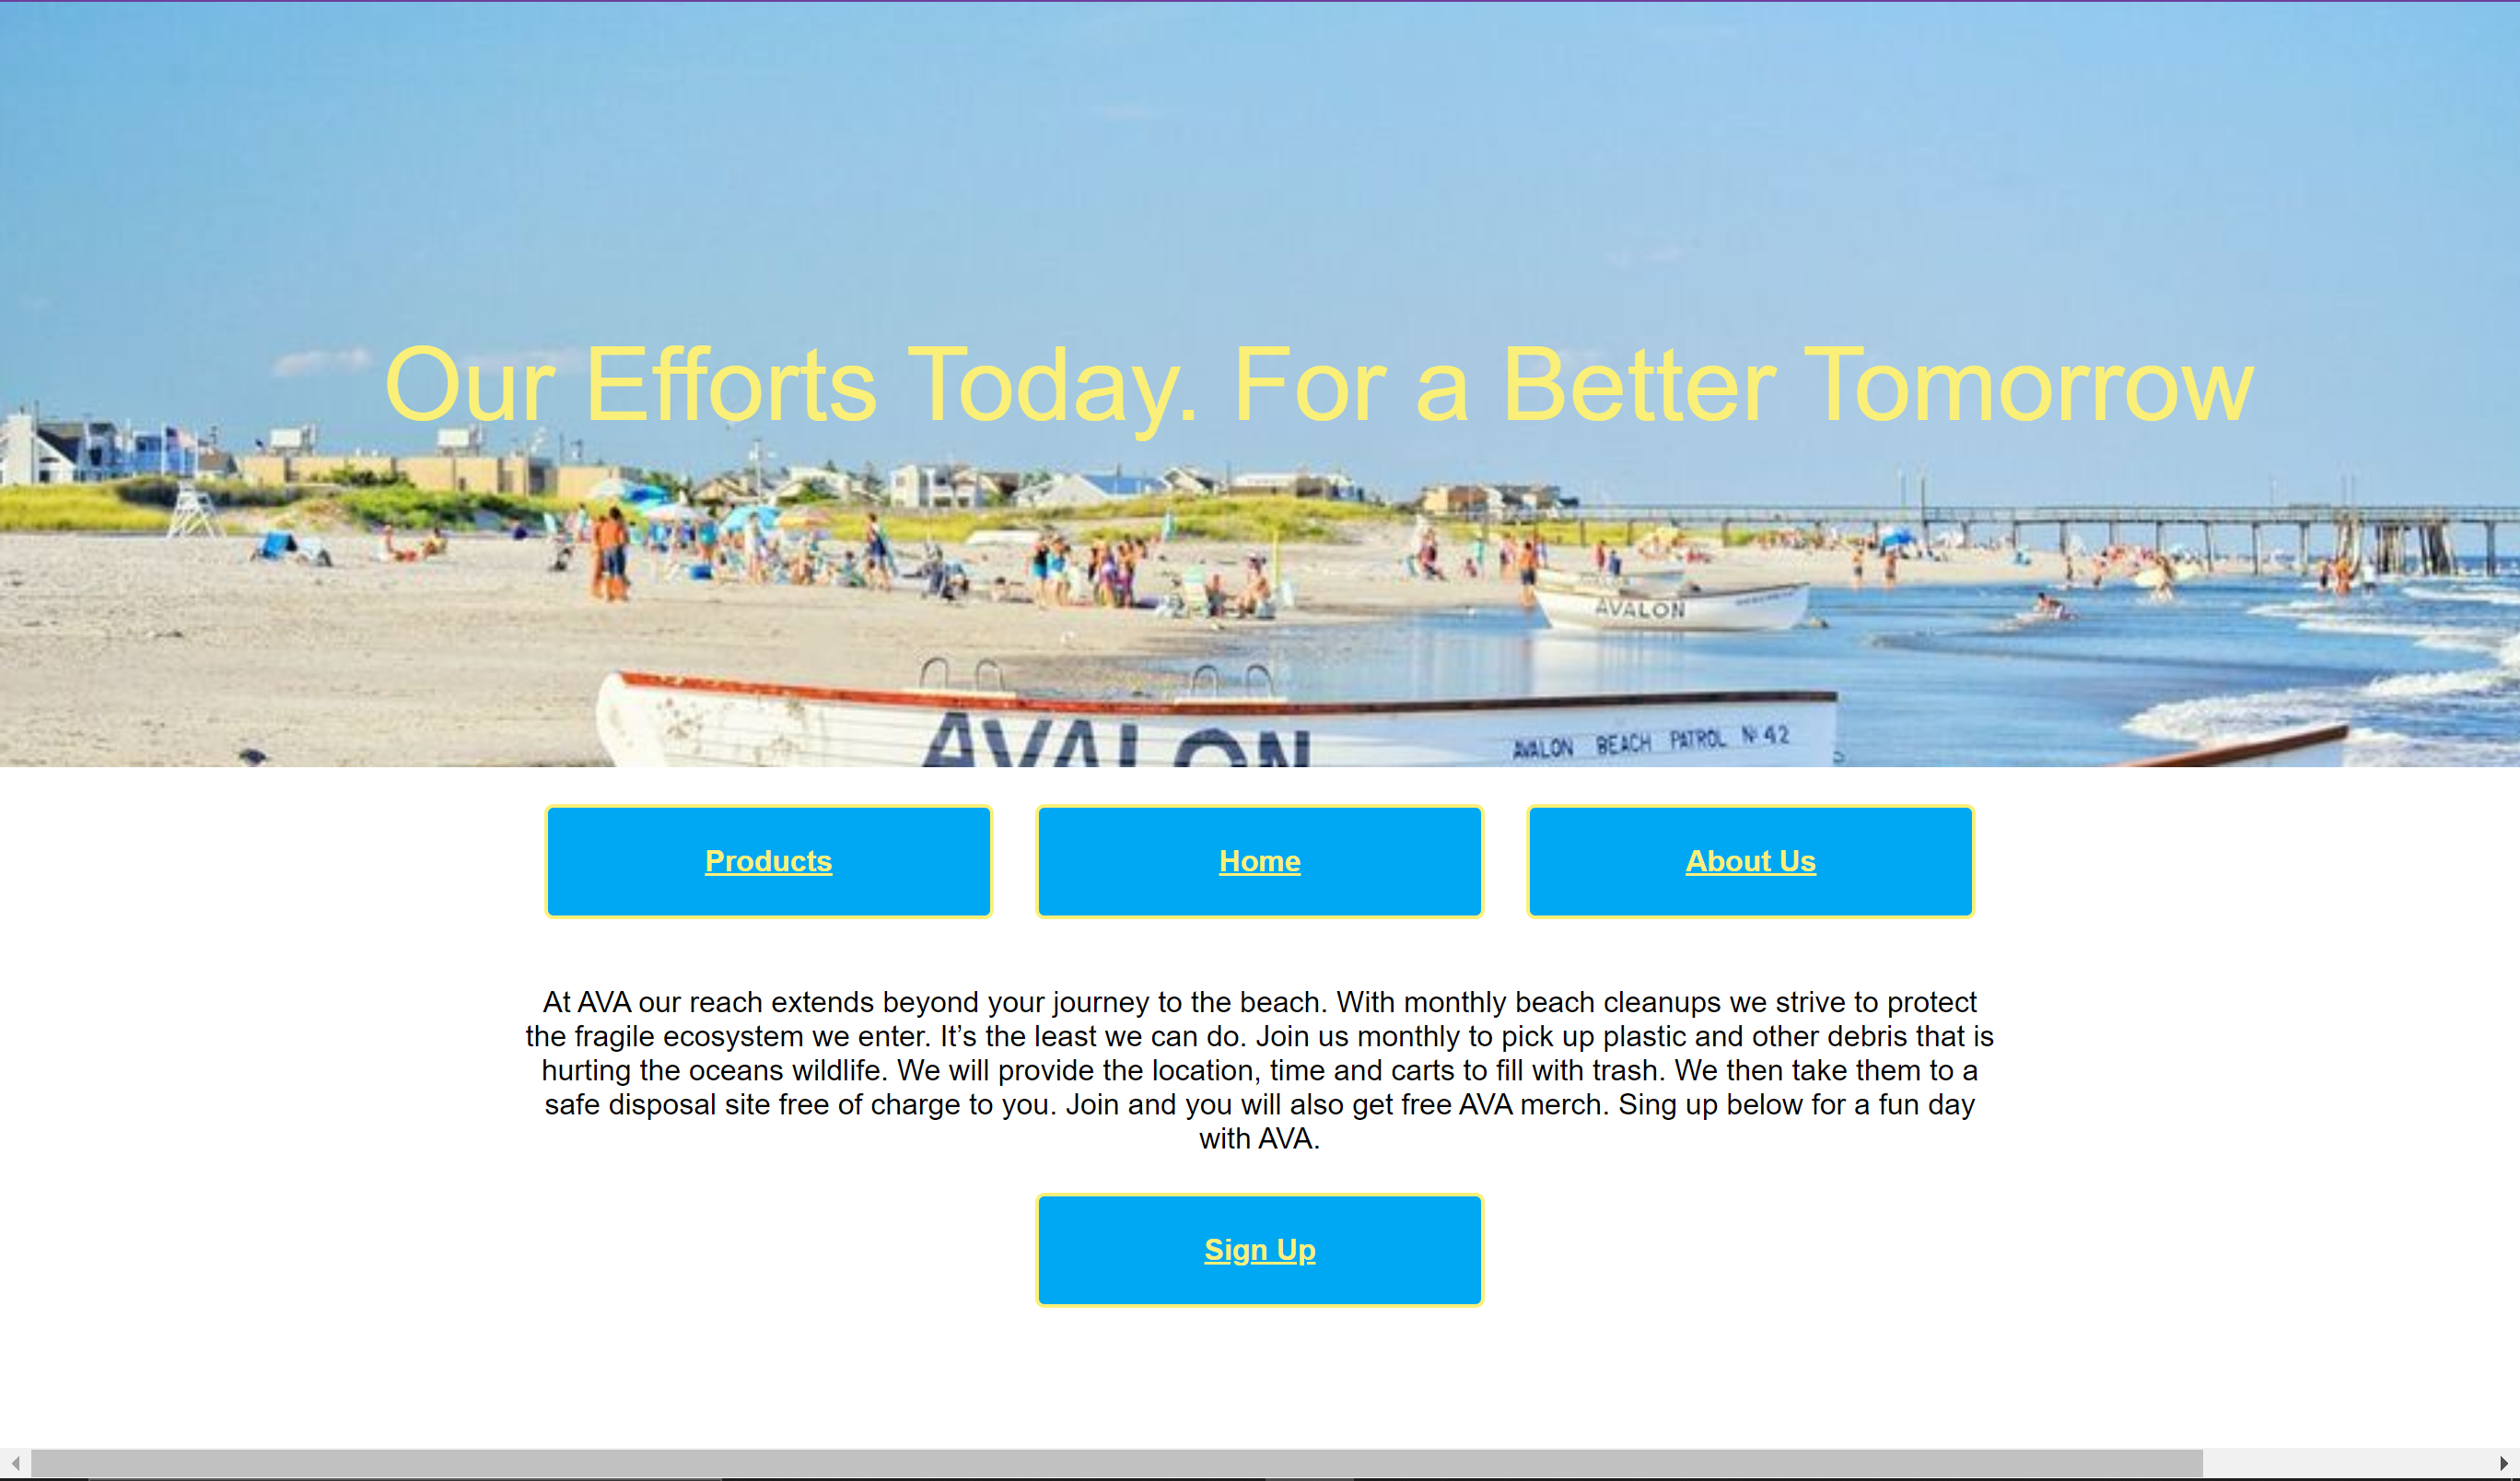 Our Efforts Today. For a Better Tomorrow
AVALON
AVALON
AVALON BEACH PATROL Nº 42
Products
Home
About Us
At AVA our reach extends beyond your journey to the beach. With monthly beach cleanups we strive to protect
the fragile ecosystem we enter. It’s the least we can do. Join us monthly to pick up plastic and other debris that is
hurting the oceans wildlife. We will provide the location, time and carts to fill with trash. We then take them to a
safe disposal site free of charge to you. Join and you will also get free AVA merch. Sing up below for a fun day
with AVA.
Sign Up